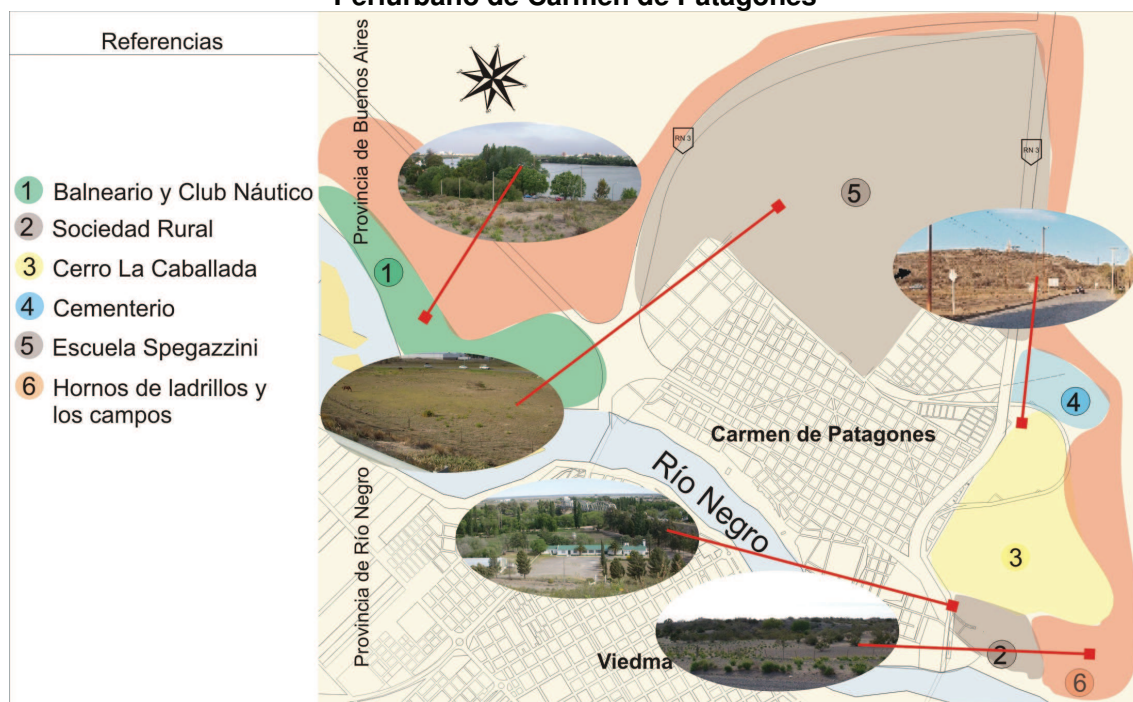 Periurbano de Carmen de Patagones
Referencias
1 Balneario y Club Náutico
2 Sociedad Rural
3 Cerro La Caballada
4 Cementerio
5 Escuela Spegazzini
6 Hornos de ladrillos y
los campos
Provincia de Buenos Aires
RN 3
RN 3
5
1
4
Carmen de Patagones
Río Negro
Provincia de Río Negro
3
Viedma
2
6